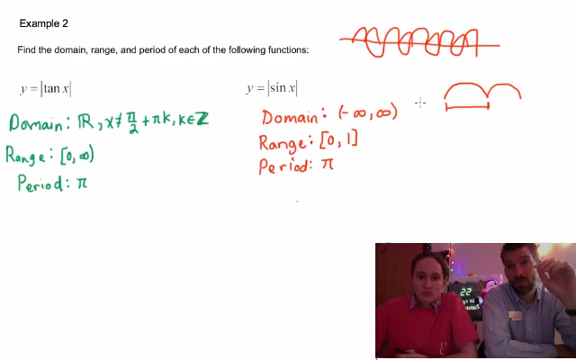 Example 2
Find the domain, range, and period of each of the following functions:
y = |tan x|
Domain: ℝ, x ≠ π/2 + πk, k∈ℤ
Range: [0, ∞)
Period: π
y = |sin x|
Domain: (-∞, ∞)
Range: [0, 1]
Period: π
22